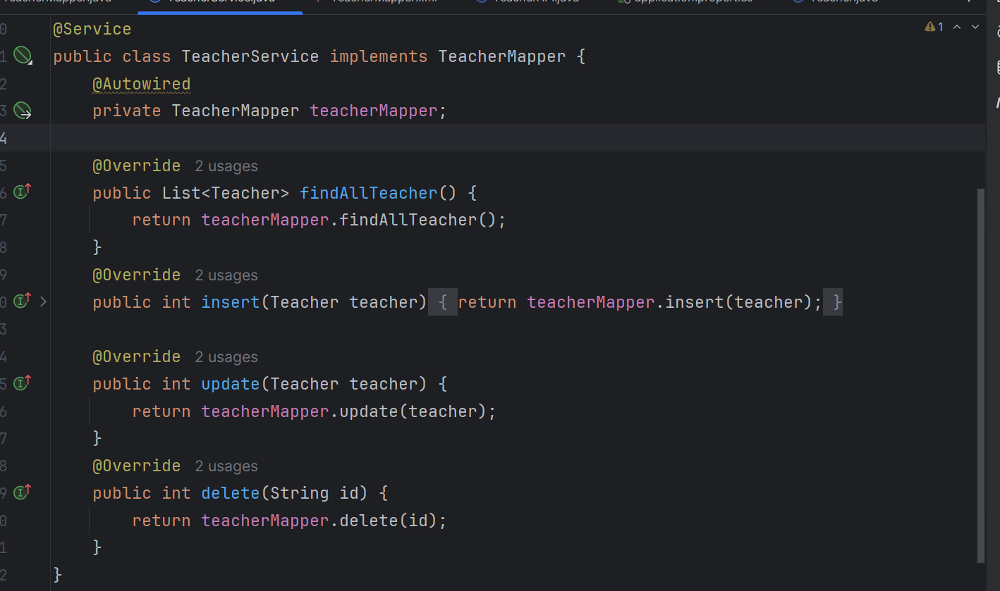 @Service
1
public class TeacherService implements TeacherMapper {
@Autowired
private TeacherMapper teacherMapper;
@Override 2 usages
public List<Teacher> findAllTeacher() {
return teacherMapper.findAllTeacher();
}
@Override 2 usages
public int insert(Teacher teacher) { return teacherMapper.insert(teacher); }
@Override 2 usages
public int update(Teacher teacher) {
return teacherMapper.update(teacher);
}
@Override 2 usages
public int delete(String id) {
return teacherMapper.delete(id);
}
}